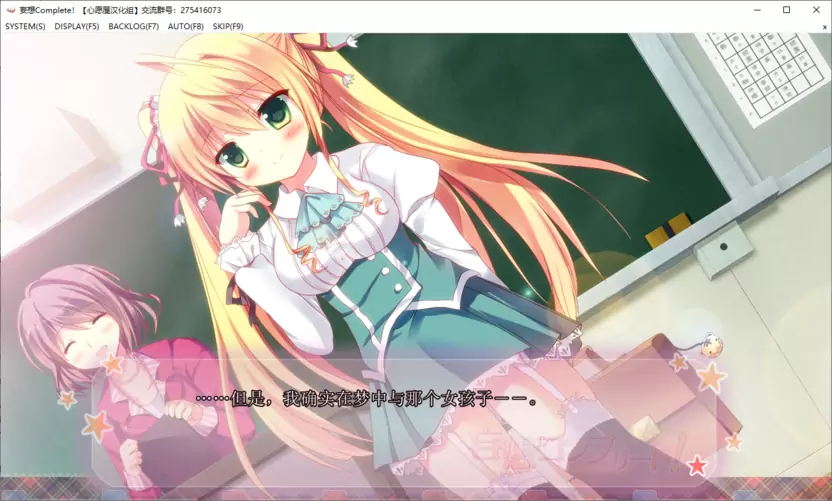 妄想Complete! 【心愿屋汉化组】交流群号：275416073
SYSTEM(S) DISPLAY(F5) BACKLOG(F7) AUTO(F8) SKIP(F9)
x
……但是，我确实在梦中与那个女孩子——。